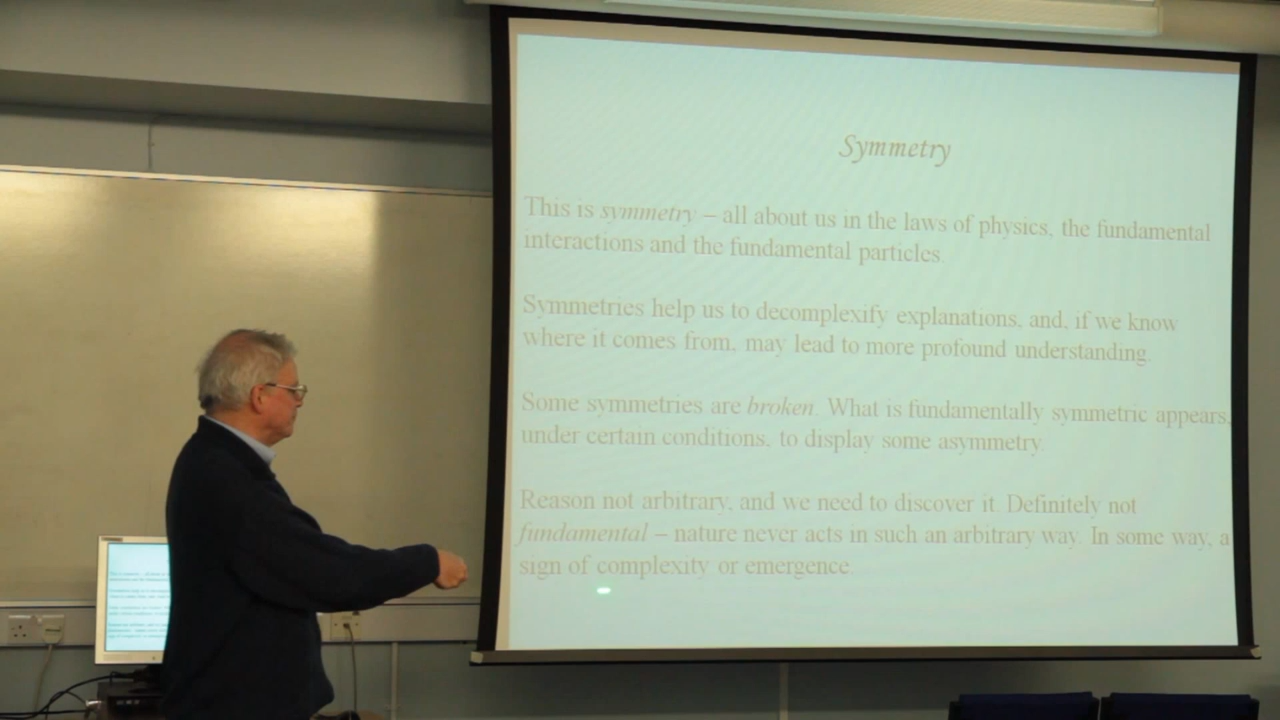 Symmetry
This is symmetry – all about us in the laws of physics, the fundamental
interactions and the fundamental particles.
Symmetries help us to decomplexify explanations, and, if we know
where it comes from, may lead to more profound understanding.
Some symmetries are broken. What is fundamentally symmetric appears,
under certain conditions, to display some asymmetry.
Reason not arbitrary, and we need to discover it. Definitely not
fundamental – nature never acts in such an arbitrary way. In some way, a
sign of complexity or emergence.